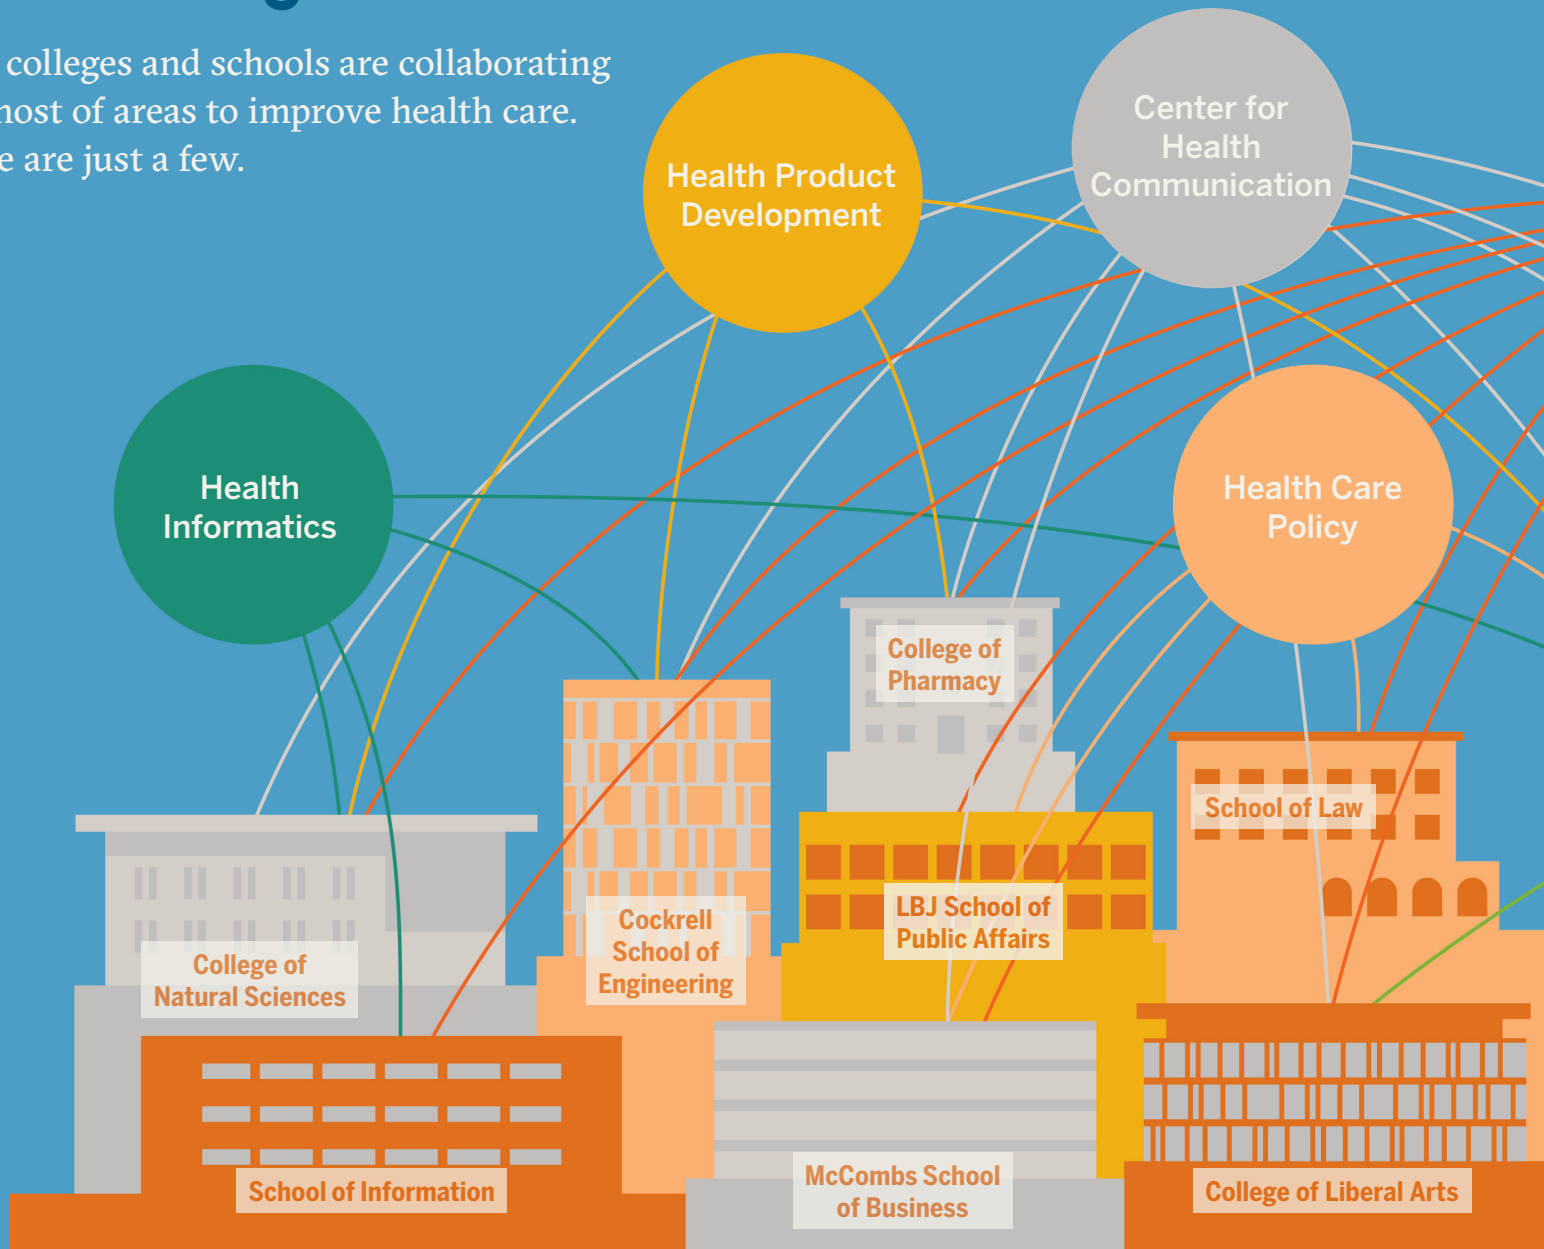 colleges and schools are collaborating
host of areas to improve health care.
are just a few.
Health Product
Development
Center for
Health
Communication
Health
Informatics
Health Care
Policy
College of
Pharmacy
School of Law
Cockrell
School of
Engineering
LBJ School of
Public Affairs
College of
Natural Sciences
School of Information
McCombs School
of Business
College of Liberal Arts